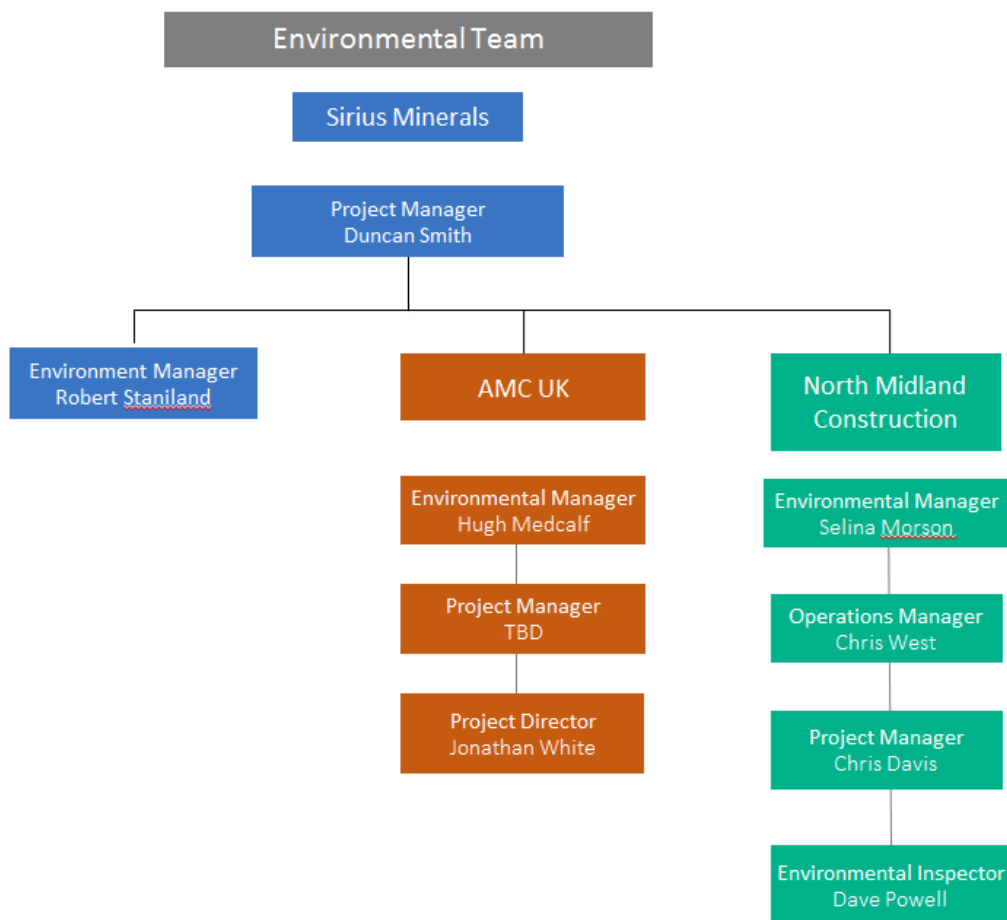 Environmental Team
Sirius Minerals
Project Manager
Duncan Smith
Environment Manager
Robert Staniland
AMC UK
North Midland
Construction
Environmental Manager
Hugh Medcalf
Project Manager
TBD
Project Director
Jonathan White
Environmental Manager
Selina Morson
Operations Manager
Chris West
Project Manager
Chris Davis
Environmental Inspector
Dave Powell